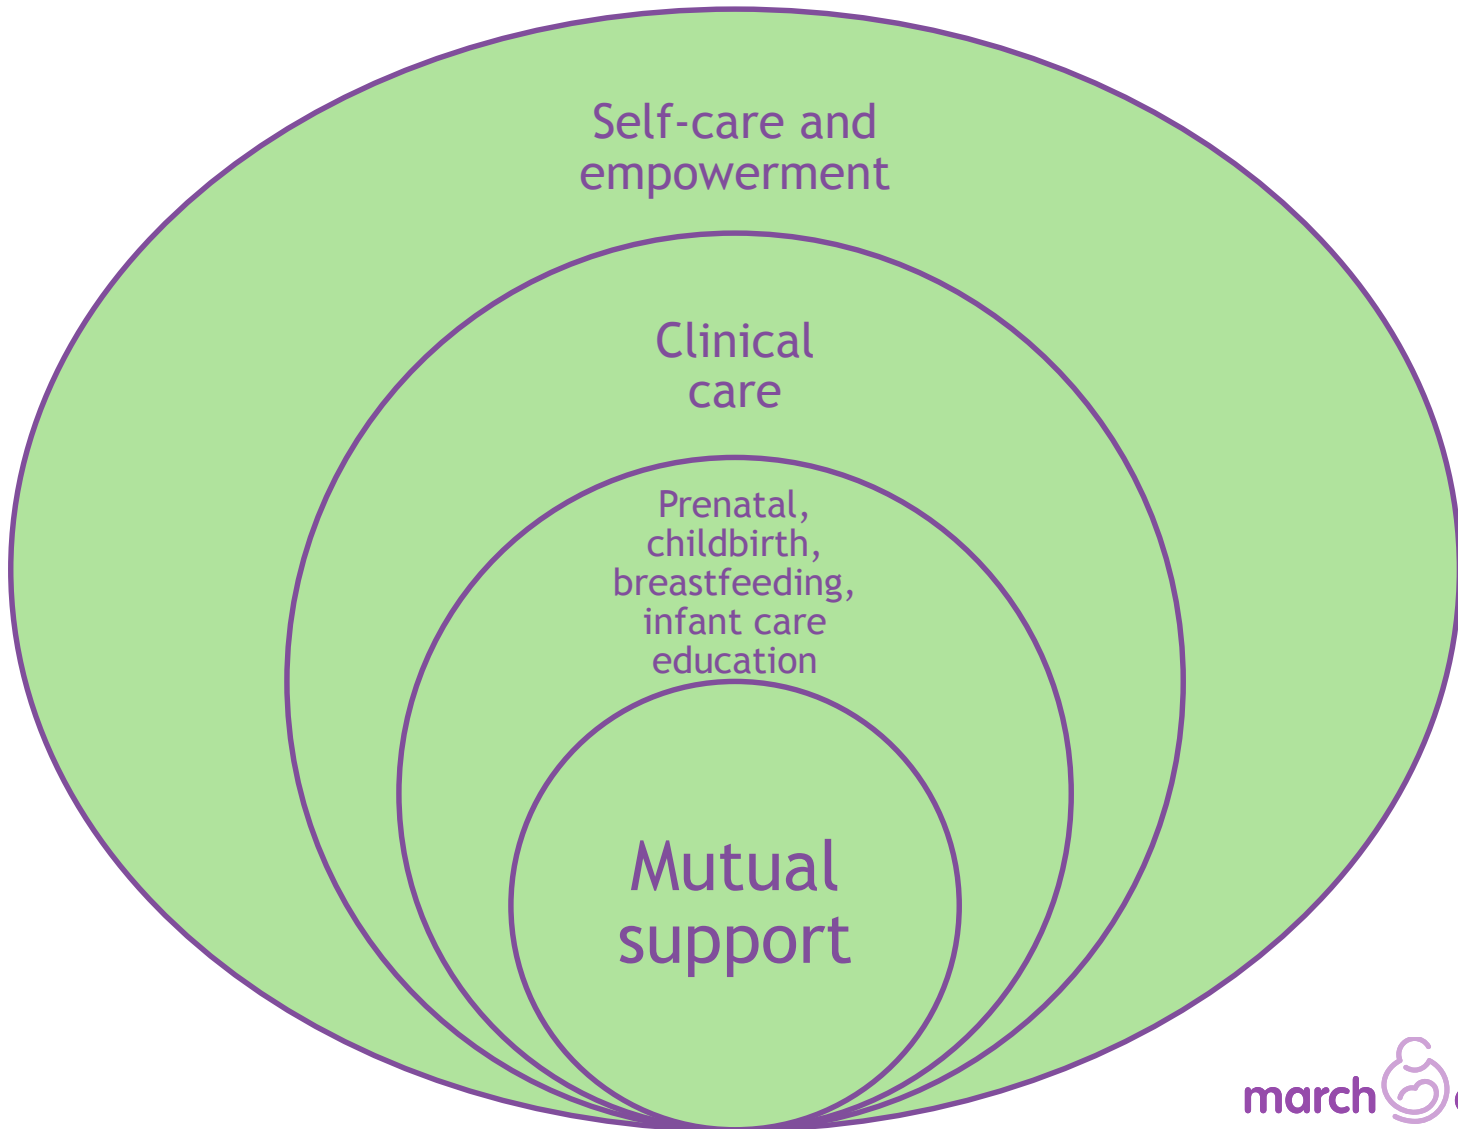 Self-care and
empowerment
Clinical
care
Prenatal,
childbirth,
breastfeeding,
infant care
education
Mutual
support
march